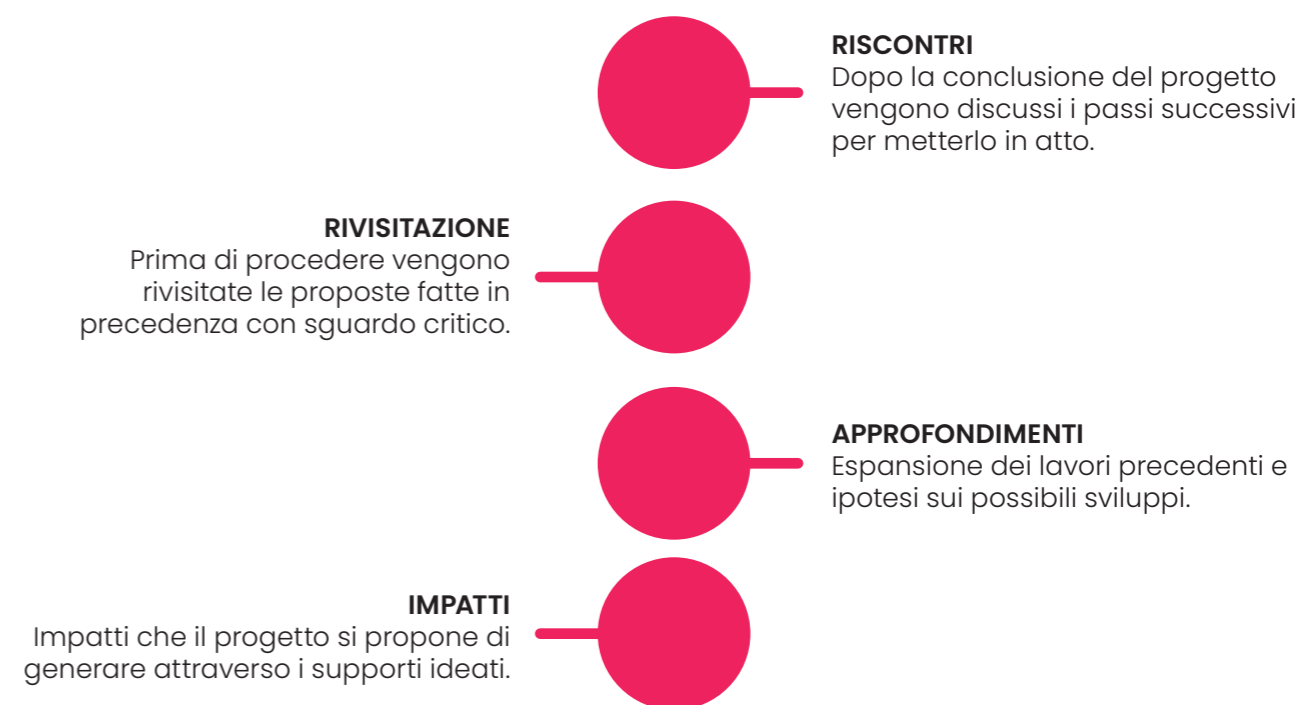 RISCONTRI
Dopo la conclusione del progetto
vengono discussi i passi successivi
per metterlo in atto.
RIVISITAZIONE
Prima di procedere vengono
rivisitate le proposte fatte in
precedenza con sguardo critico.
APPROFONDIMENTI
Espansione dei lavori precedenti e
ipotesi sui possibili sviluppi.
IMPATTI
Impatti che il progetto si propone di
generare attraverso i supporti ideati.